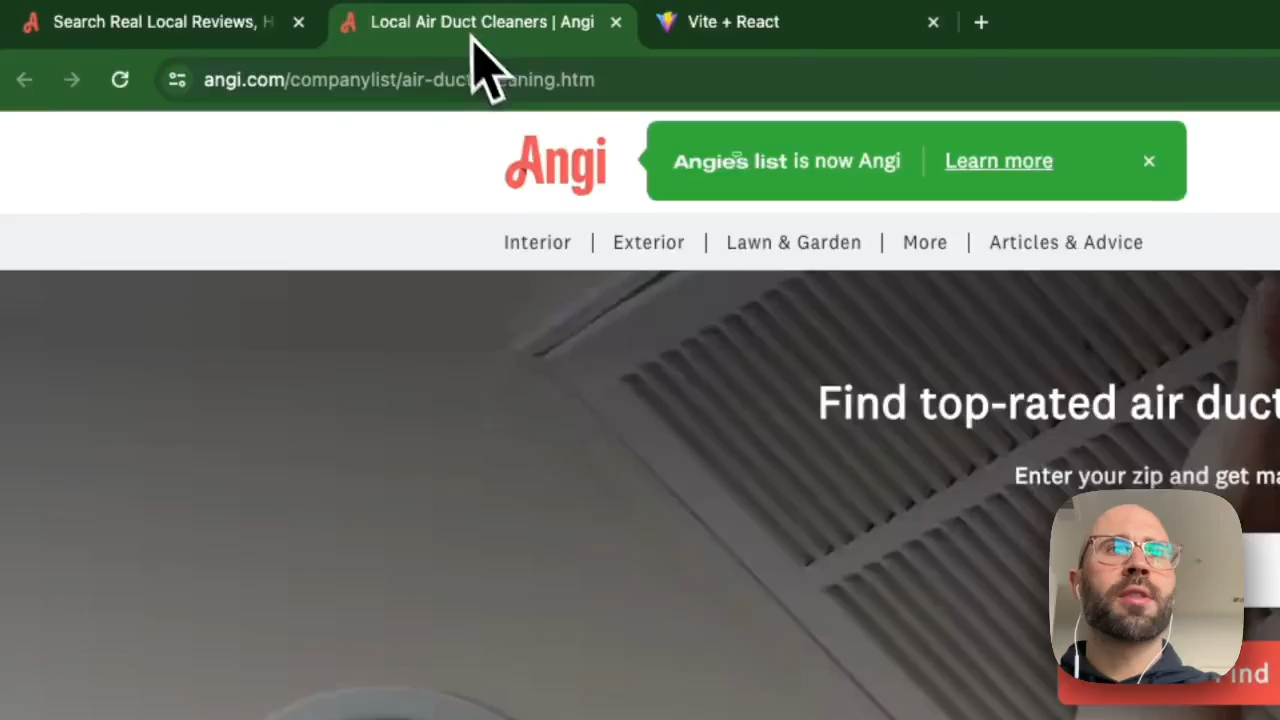 Search Real Local Reviews, H
Local Air Duct Cleaners | Angi
Vite + React
angi.com/companylist/air-duct-cleaning.htm
Angi
Angie's list is now Angi
Learn more
Interior | Exterior | Lawn & Garden | More | Articles & Advice
Find top-rated air duct
Enter your zip and get ma
Find